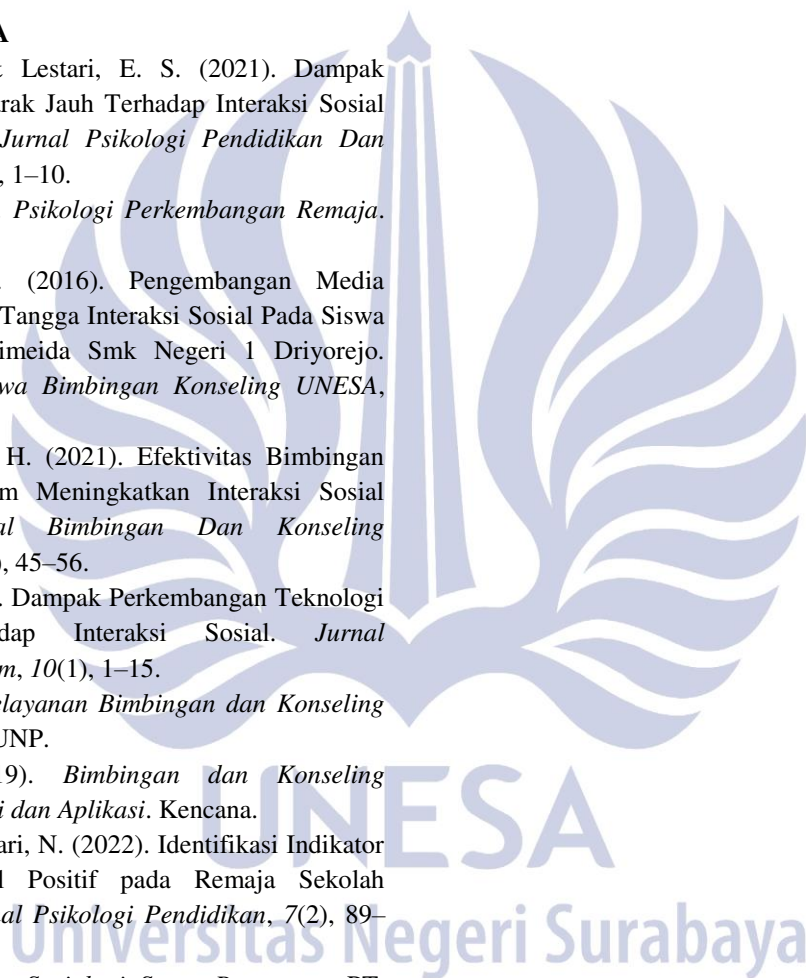 A
Lestari, E. S. (2021). Dampak
arak Jauh Terhadap Interaksi Sosial
Jurnal Psikologi Pendidikan Dan
, 1–10.
Psikologi Perkembangan Remaja.
. (2016). Pengembangan Media
Tangga Interaksi Sosial Pada Siswa
imeida Smk Negeri 1 Driyorejo.
wa Bimbingan Konseling UNESA,
H. (2021). Efektivitas Bimbingan
m Meningkatkan Interaksi Sosial
al Bimbingan Dan Konseling
), 45–56.
. Dampak Perkembangan Teknologi
dap Interaksi Sosial. Jurnal
m, 10(1), 1–15.
elayanan Bimbingan dan Konseling
UNP.
19). Bimbingan dan Konseling
i dan Aplikasi. Kencana.
ari, N. (2022). Identifikasi Indikator
l Positif pada Remaja Sekolah
nal Psikologi Pendidikan, 7(2), 89–
UNESA
Universitas Negeri Surabaya